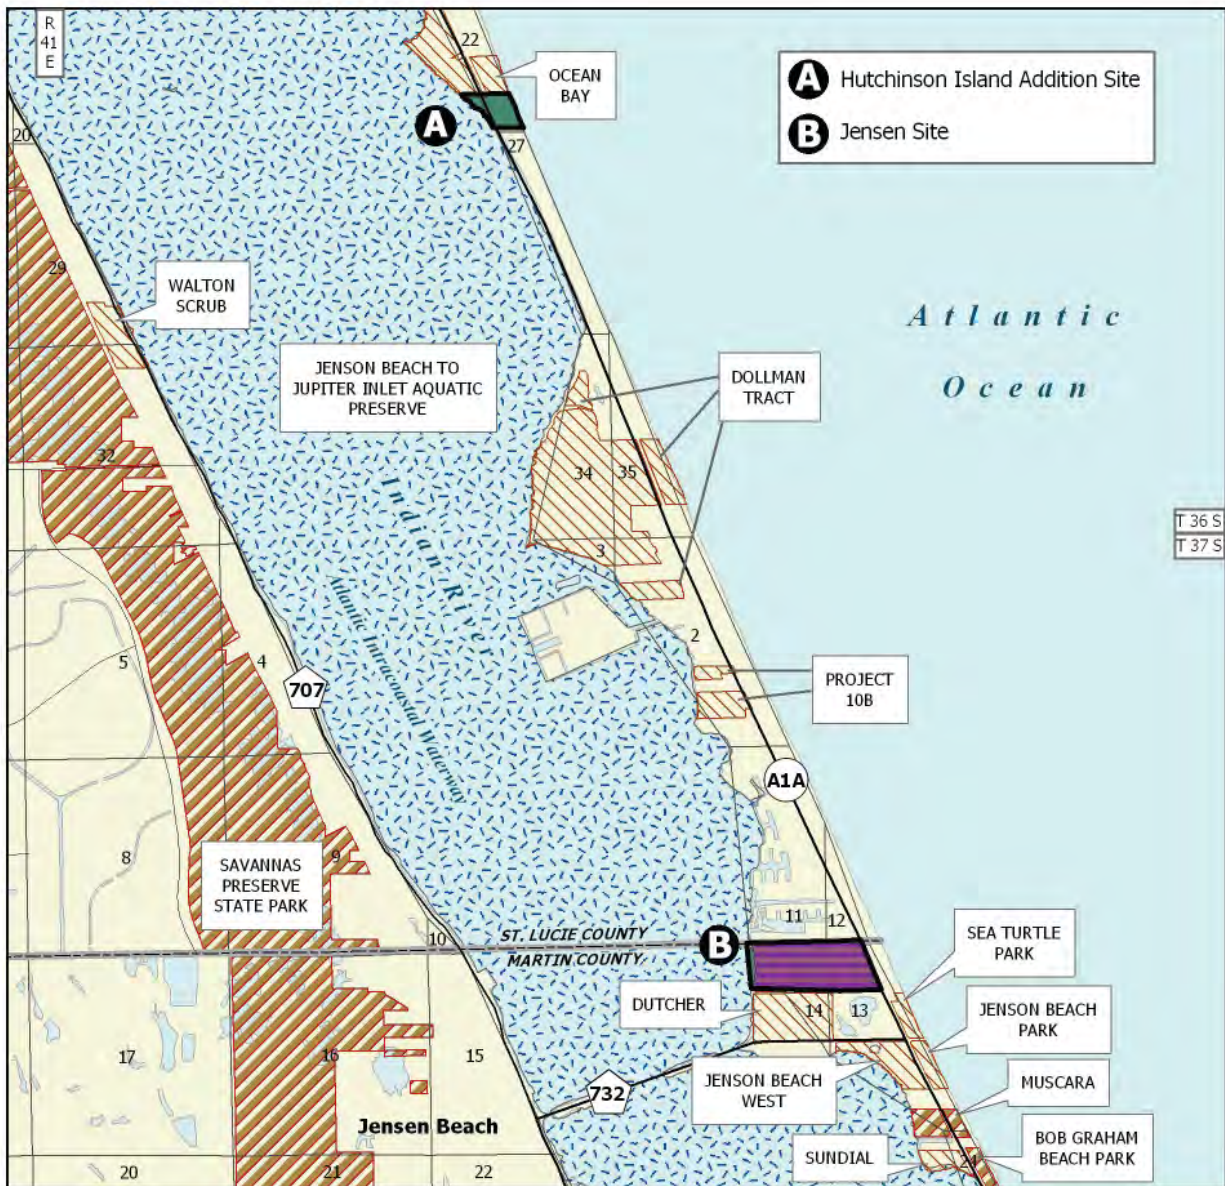 R
41
E
22
OCEAN
BAY
A Hutchinson Island Addition Site
B Jensen Site
A
20
27
29
WALTON
SCRUB
Atlantic
Ocean
JENSON BEACH TO
JUPITER INLET AQUATIC
PRESERVE
DOLLMAN
TRACT
32
34
35
Indian River
T 36 S
T 37 S
3
Atlantic Intracoastal Waterway
2
5
4
707
PROJECT
10B
A1A
8
9
SAVANNAS
PRESERVE
STATE PARK
11
12
10
ST. LUCIE COUNTY
MARTIN COUNTY
B
SEA TURTLE
PARK
DUTCHER
14
13
JENSON BEACH
PARK
17
16
15
732
JENSON BEACH
WEST
MUSCARA
Jensen Beach
SUNDIAL
24
BOB GRAHAM
BEACH PARK
20
21
22